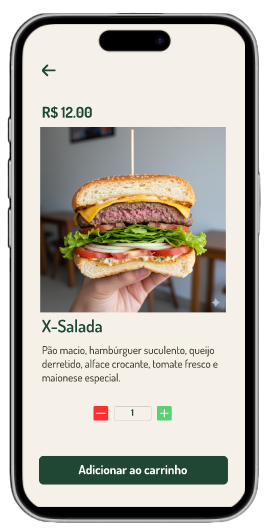 R$ 12.00
X-Salada
Pão macio, hambúrguer suculento, queijo
derretido, alface crocante, tomate fresco e
maionese especial.
1
Adicionar ao carrinho